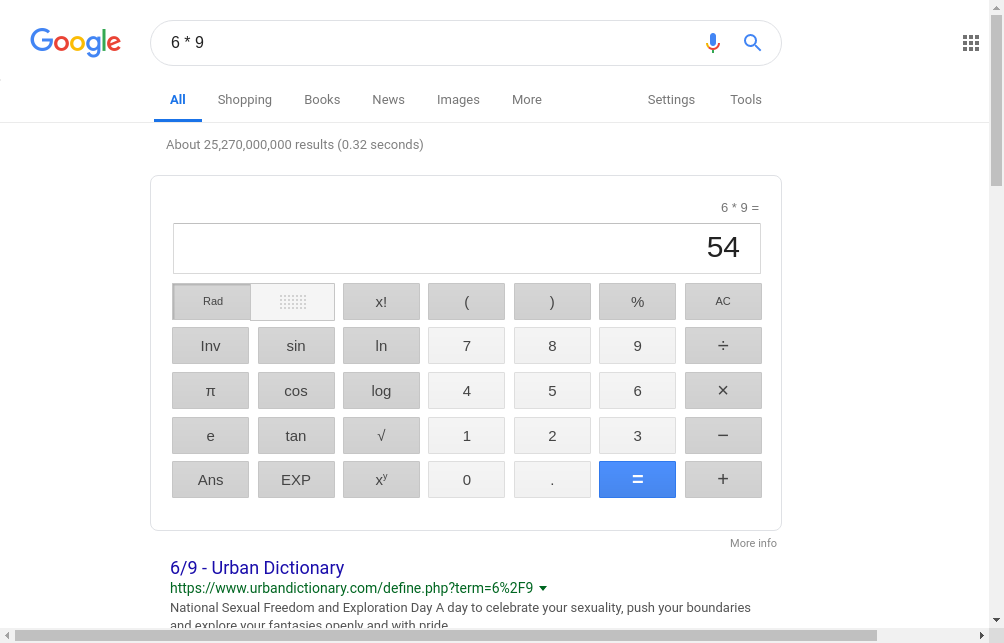 Google
6 * 9
All Shopping Books News Images More Settings Tools
About 25,270,000,000 results (0.32 seconds)
6 * 9 =
54
Rad x! ( ) % AC
Inv sin ln 7 8 9 ÷
π cos log 4 5 6 ×
e tan √ 1 2 3 −
Ans EXP xʸ 0 . = +
More info
6/9 - Urban Dictionary
https://www.urbandictionary.com/define.php?term=6%2F9
National Sexual Freedom and Exploration Day A day to celebrate your sexuality, push your boundaries
and explore your fantasies openly and with pride